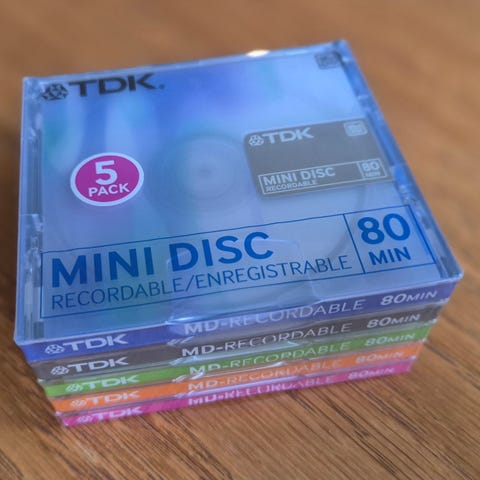 TDK®
TDK
MINI DISC
RECORDABLE
80
MIN
5
PACK
MINI DISC
RECORDABLE/ENREGISTRABLE
80
MIN
TDK MD-RECORDABLE 80MIN
TDK MD-RECORDABLE 80MIN
TDK MD-RECORDABLE 80MIN
TDK MD-RECORDABLE 80MIN
TDK MD-RECORDABLE 80MIN